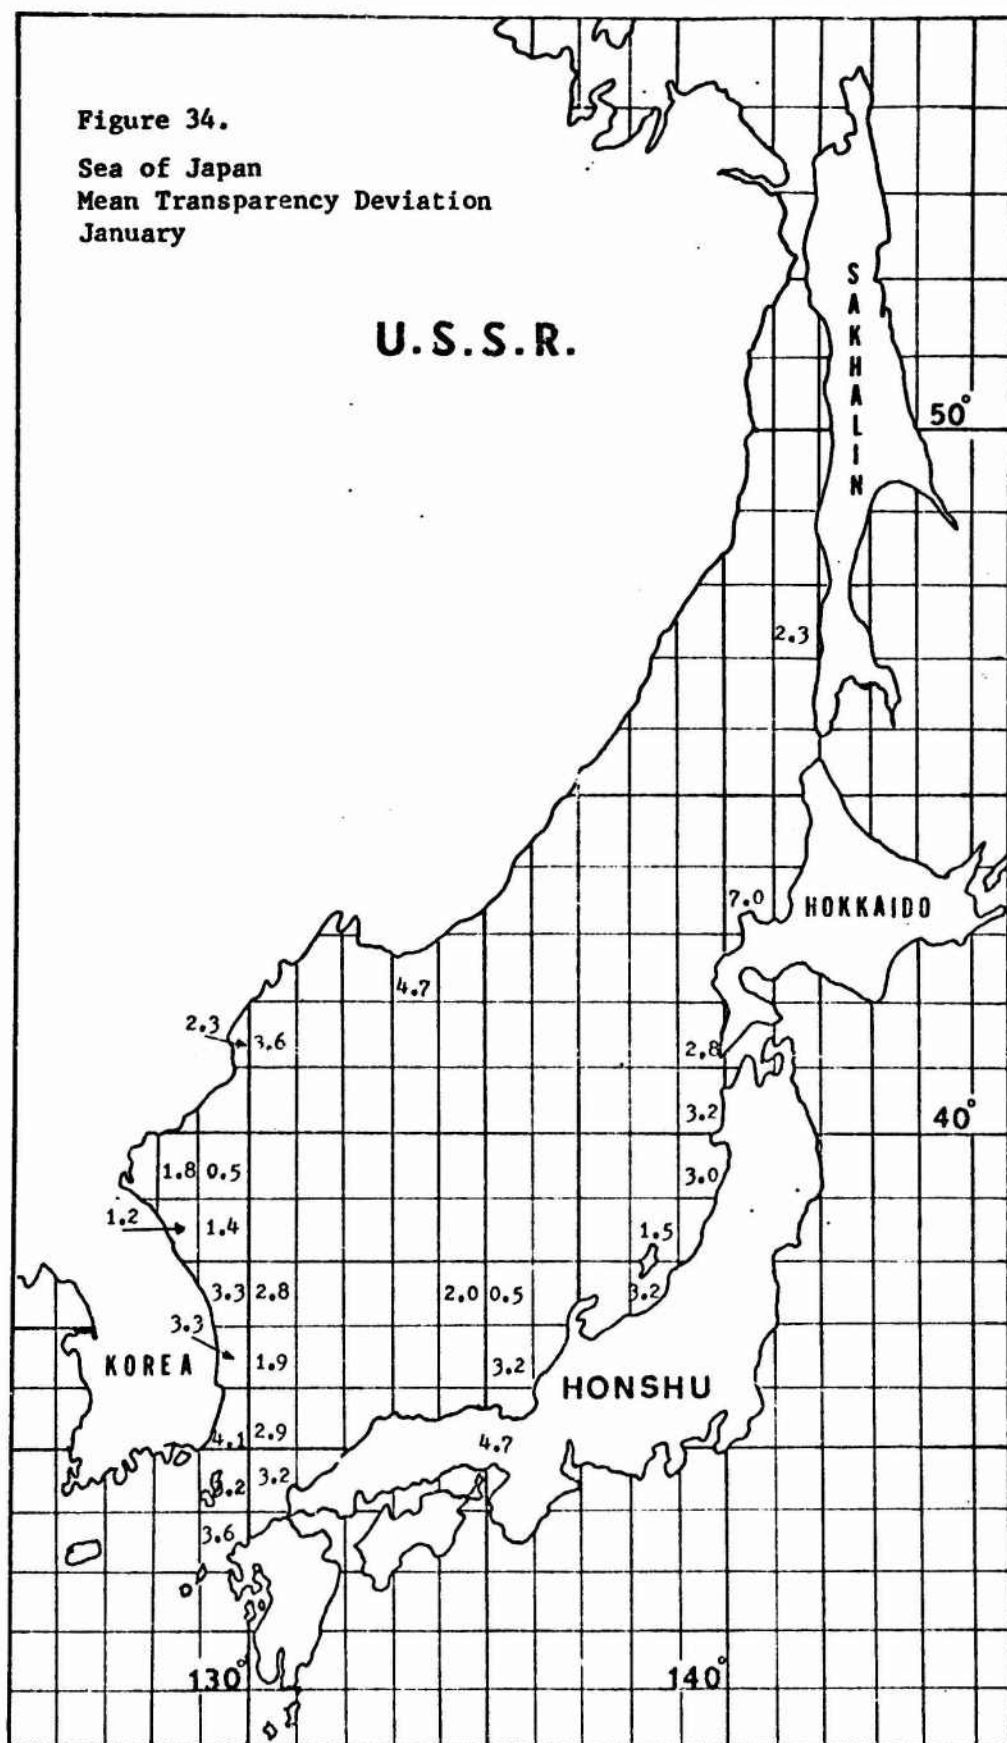 Figure 34.
Sea of Japan
Mean Transparency Deviation
January
U.S.S.R.
SAKHALIN
50°
2.3
7.0
HOKKAIDO
4.7
2.3
3.6
2.8
3.2
40°
1.8 0.5
3.0
1.2
1.4
1.5
3.3 2.8
2.0 0.5
3.2
3.3
KOREA
1.9
3.2
HONSHU
4.1 2.9
4.7
3.2
3.6
130°
140°